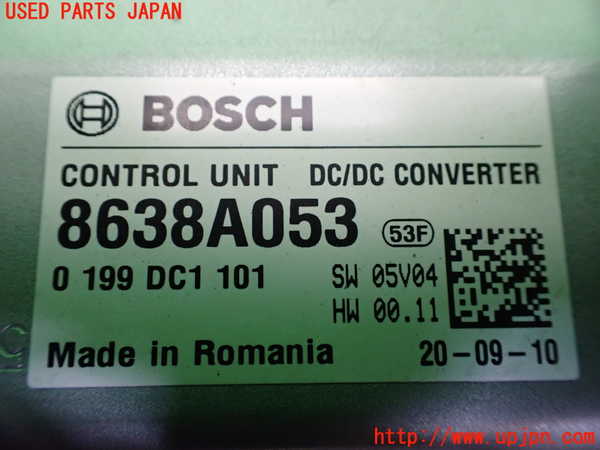 USED PARTS JAPAN
BOSCH
CONTROL UNIT DC/DC CONVERTER
8638A053 53F
0 199 DC1 101 SW 05V04
HW 00.11
Made in Romania 20-09-10
http://www.upjpn.com